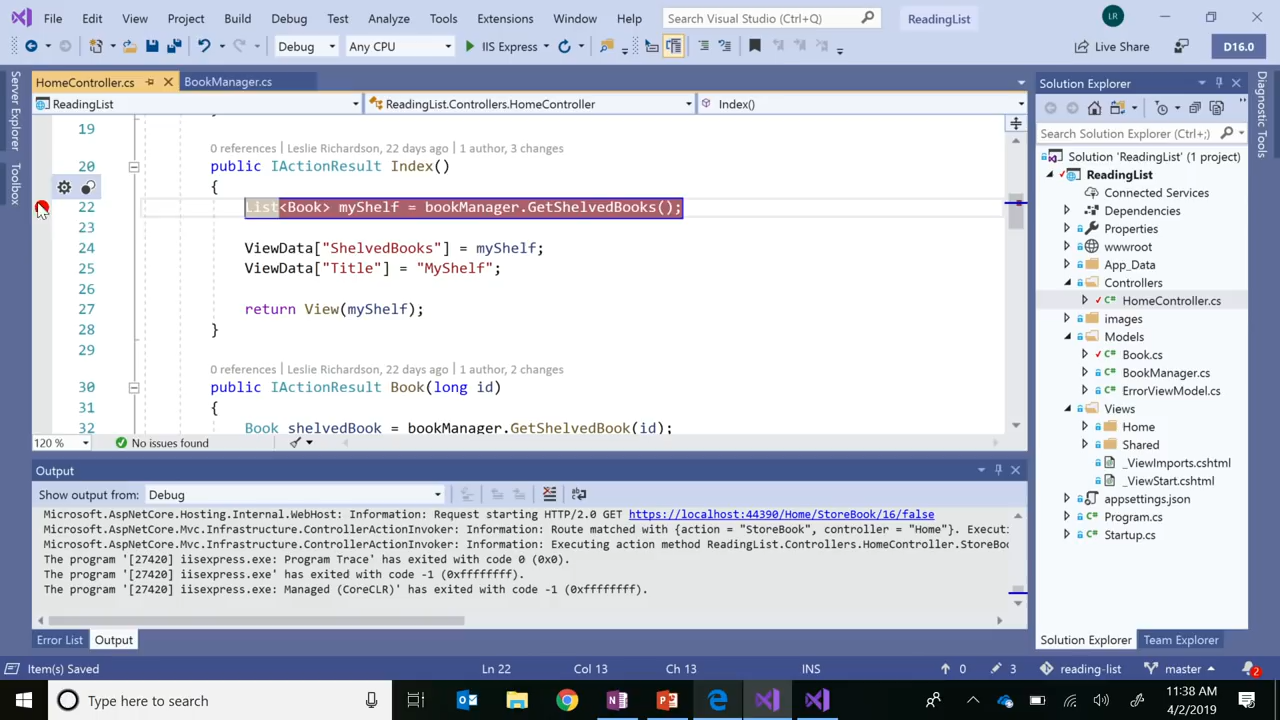 File Edit View Project Build Debug Test Analyze Tools Extensions Window Help Search Visual Studio (Ctrl+Q) ReadingList LR
Debug Any CPU IIS Express Live Share D16.0
Server Explorer
Toolbox
HomeController.cs BookManager.cs
ReadingList ReadingList.Controllers.HomeController Index()
19
0 references | Leslie Richardson, 22 days ago | 1 author, 3 changes
20 public IActionResult Index()
{
22 List<Book> myShelf = bookManager.GetShelvedBooks();
23
24 ViewData["ShelvedBooks"] = myShelf;
25 ViewData["Title"] = "MyShelf";
26
27 return View(myShelf);
28 }
29
0 references | Leslie Richardson, 22 days ago | 1 author, 2 changes
30 public IActionResult Book(long id)
31 {
32 Book shelvedBook = bookManager.GetShelvedBook(id);
120 % No issues found
Output
Show output from: Debug
Microsoft.AspNetCore.Hosting.Internal.WebHost: Information: Request starting HTTP/2.0 GET https://localhost:44390/Home/StoreBook/16/false
Microsoft.AspNetCore.Mvc.Infrastructure.ControllerActionInvoker: Information: Route matched with {action = "StoreBook", controller = "Home"}. Executi
Microsoft.AspNetCore.Mvc.Infrastructure.ControllerActionInvoker: Information: Executing action method ReadingList.Controllers.HomeController.StoreBoo
The program '[27420] iisexpress.exe: Program Trace' has exited with code 0 (0x0).
The program '[27420] iisexpress.exe' has exited with code -1 (0xffffffff).
The program '[27420] iisexpress.exe: Managed (CoreCLR)' has exited with code -1 (0xffffffff).
Error List Output
Solution Explorer
Search Solution Explorer (Ctrl+;)
Solution 'ReadingList' (1 project)
ReadingList
Connected Services
Dependencies
Properties
wwwroot
App_Data
Controllers
C# HomeController.cs
images
Models
C# Book.cs
C# BookManager.cs
C# ErrorViewModel.cs
Views
Home
Shared
_ViewImports.cshtml
_ViewStart.cshtml
appsettings.json
C# Program.cs
C# Startup.cs
Solution Explorer Team Explorer
Diagnostic Tools
Item(s) Saved Ln 22 Col 13 Ch 13 INS 0 3 reading-list master 2
Type here to search
11:38 AM
4/2/2019